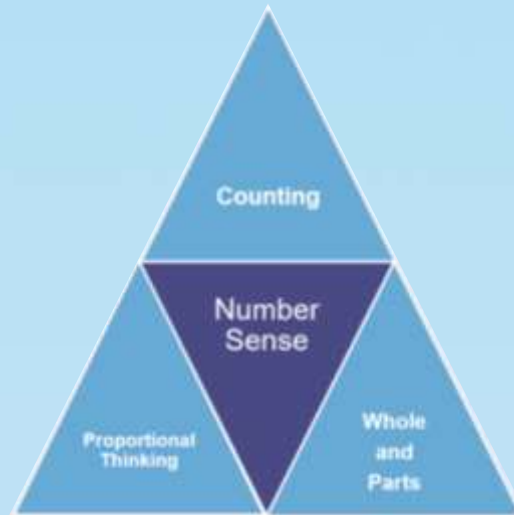 Counting
Number
Sense
Proportional
Thinking
Whole
and
Parts